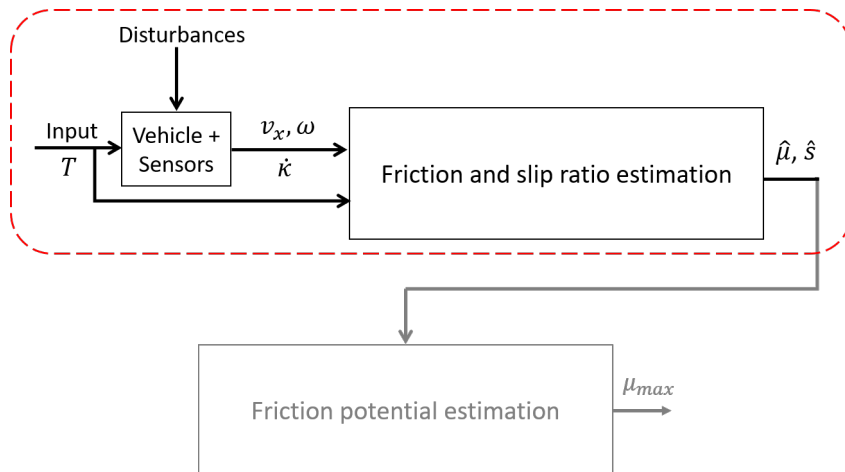 Disturbances
Input
T
Vehicle +
Sensors
v_x, ω
κ̇
Friction and slip ratio estimation
μ̂, ŝ
Friction potential estimation
μ_max